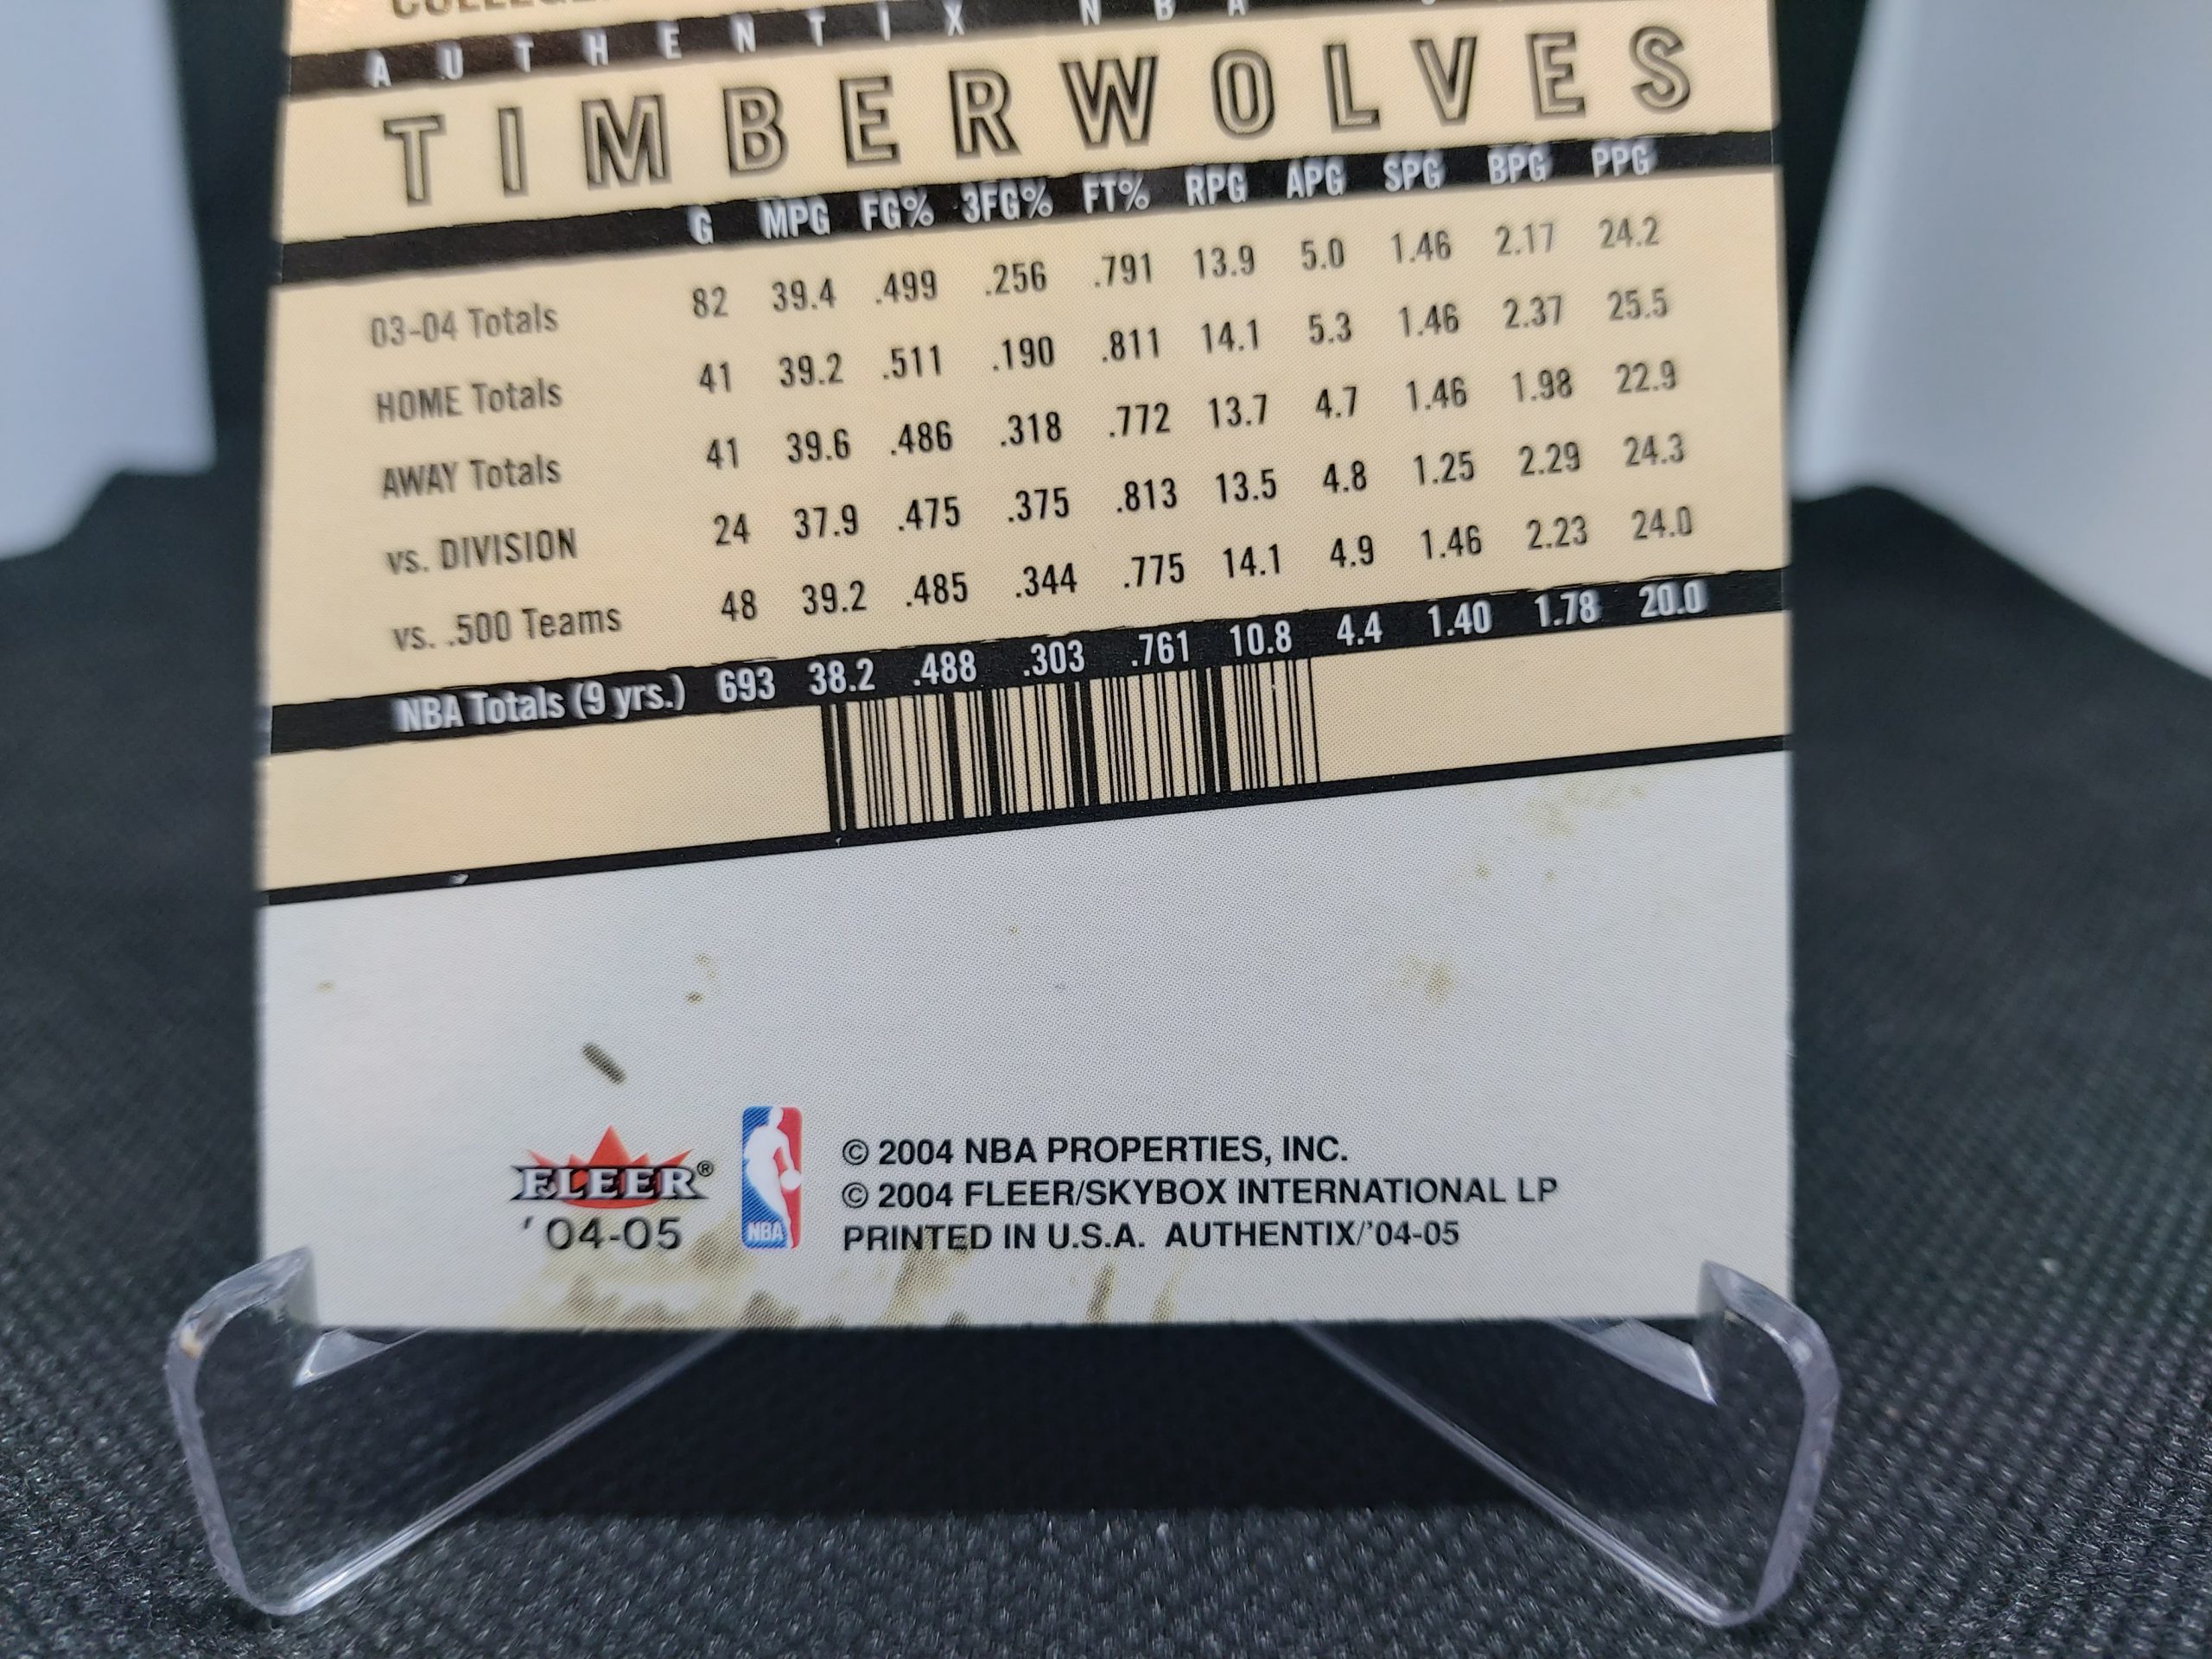 AUTHENTIX NBA
TIMBERWOLVES
G MPG FG% 3FG% FT% RPG APG SPG BPG PPG
03-04 Totals 82 39.4 .499 .256 .791 13.9 5.0 1.46 2.17 24.2
HOME Totals 41 39.2 .511 .190 .811 14.1 5.3 1.46 2.37 25.5
AWAY Totals 41 39.6 .486 .318 .772 13.7 4.7 1.46 1.98 22.9
vs. DIVISION 24 37.9 .475 .375 .813 13.5 4.8 1.25 2.29 24.3
vs. .500 Teams 48 39.2 .485 .344 .775 14.1 4.9 1.46 2.23 24.0
NBA Totals (9 yrs.) 693 38.2 .488 .303 .761 10.8 4.4 1.40 1.78 20.0
FLEER®
'04-05
NBA
© 2004 NBA PROPERTIES, INC.
© 2004 FLEER/SKYBOX INTERNATIONAL LP
PRINTED IN U.S.A. AUTHENTIX/'04-05